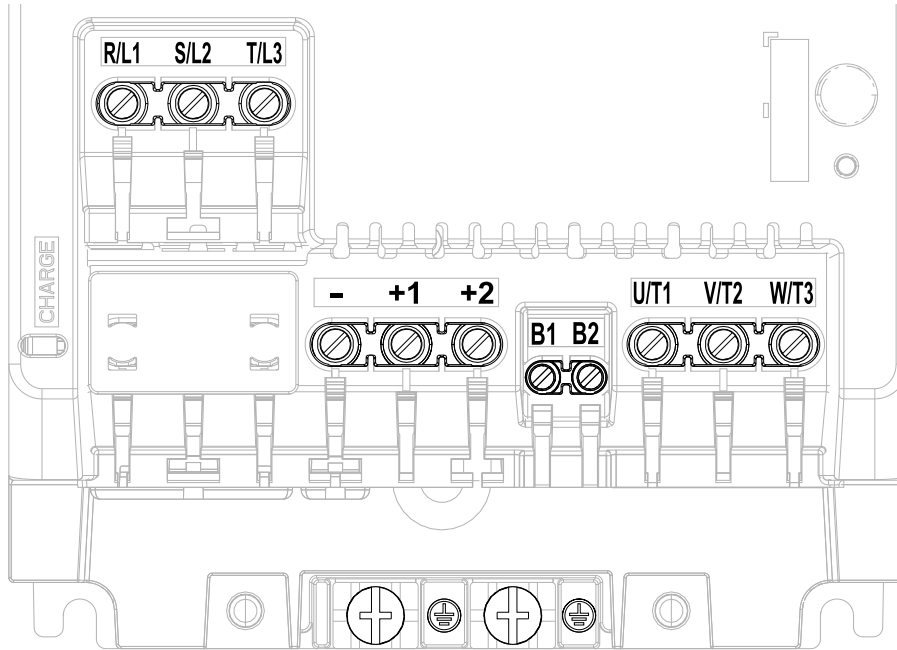 R/L1 S/L2 T/L3
CHARGE
- +1 +2
B1 B2
U/T1 V/T2 W/T3